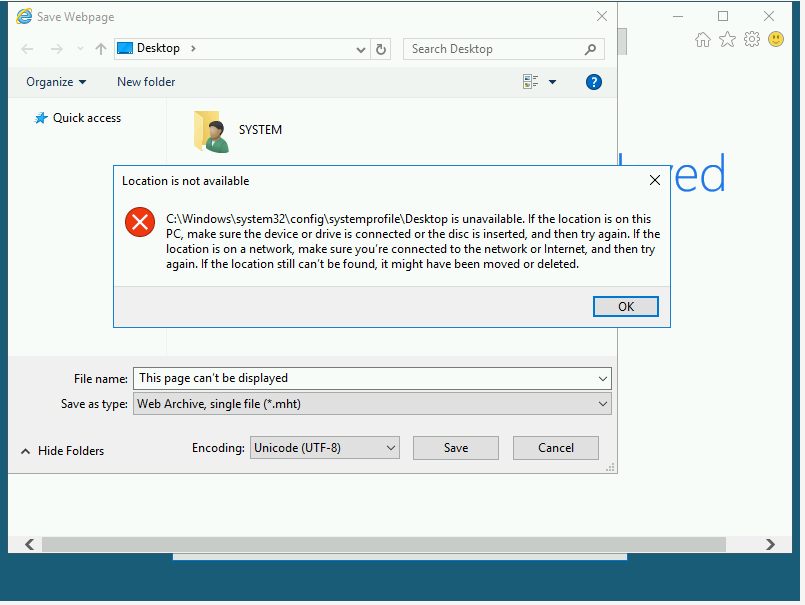 Save Webpage
Desktop
Search Desktop
Organize
New folder
Quick access
SYSTEM
Location is not available
C:\Windows\system32\config\systemprofile\Desktop is unavailable. If the location is on this
PC, make sure the device or drive is connected or the disc is inserted, and then try again. If the
location is on a network, make sure you're connected to the network or Internet, and then try
again. If the location still can't be found, it might have been moved or deleted.
OK
File name: This page can't be displayed
Save as type: Web Archive, single file (*.mht)
Hide Folders
Encoding: Unicode (UTF-8)
Save
Cancel